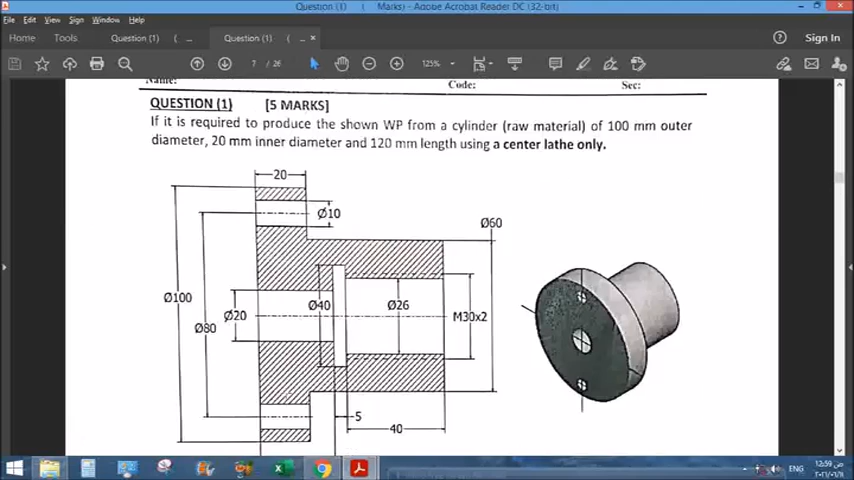 Question (1) ( Marks) - Adobe Acrobat Reader DC (32-bit)
File Edit View Sign Window Help
Home Tools Question (1) ( ... Question (1) ( ... × Sign In
7 / 26 125%
Name: Code: Sec:
QUESTION (1) [5 MARKS]
If it is required to produce the shown WP from a cylinder (raw material) of 100 mm outer
diameter, 20 mm inner diameter and 120 mm length using a center lathe only.
20
Ø10
Ø60
Ø100
Ø80
Ø20
Ø40
Ø26
M30x2
5
40
ENG